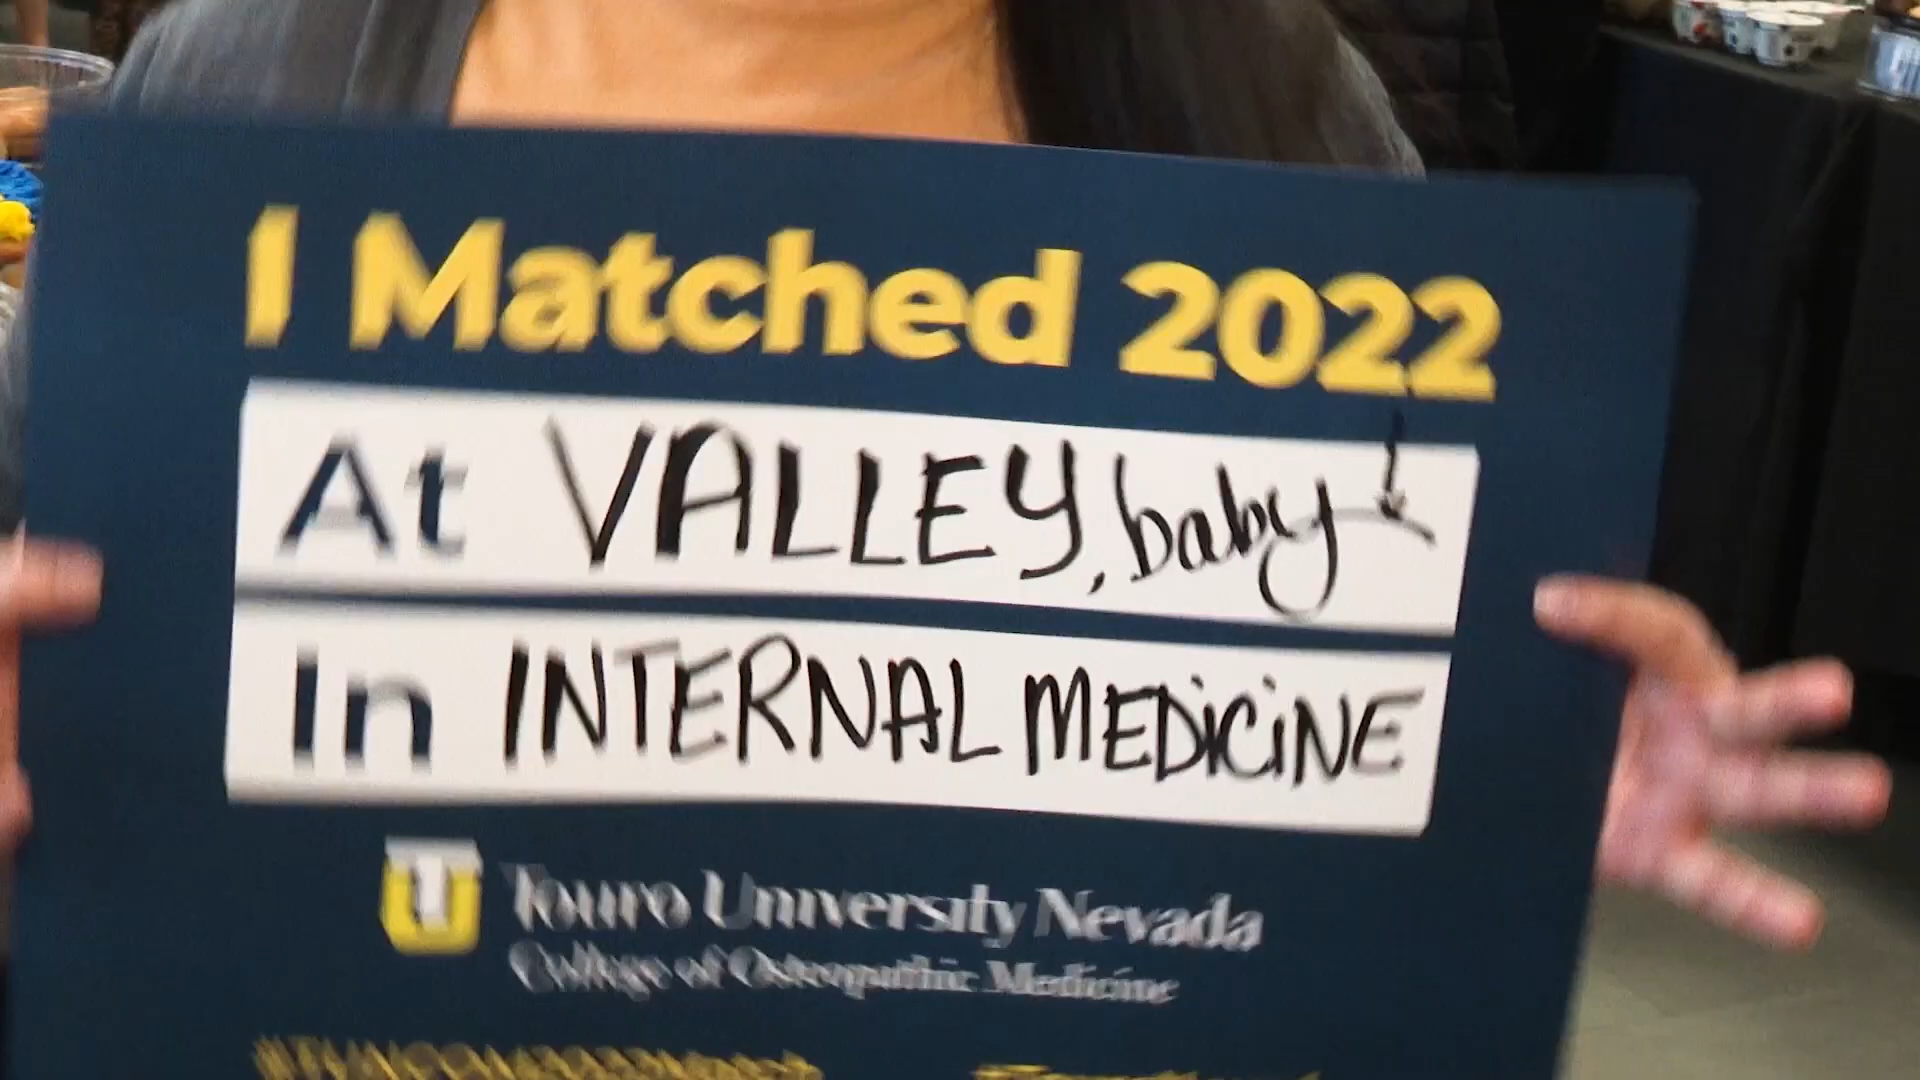 I Matched 2022
At VALLEY, baby!
In INTERNAL MEDICINE
Touro University Nevada
College of Osteopathic Medicine